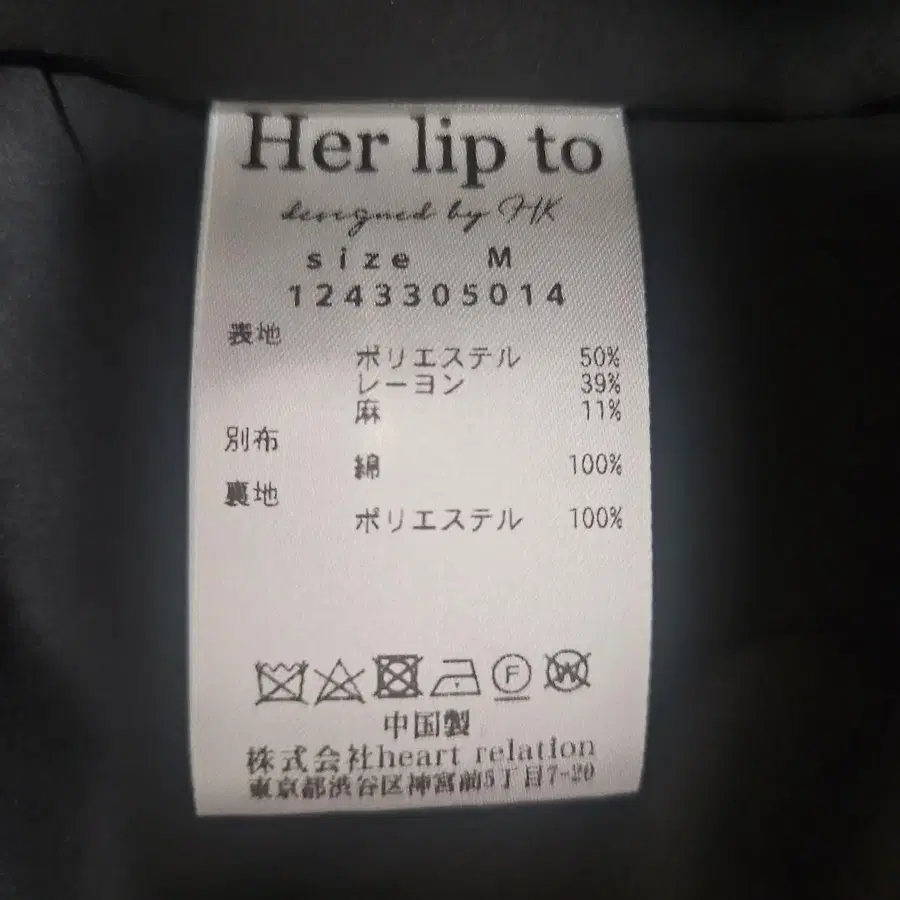 Her lip to
designed by HK
size M
1243305014
表地
ポリエステル 50%
レーヨン 39%
麻 11%
別布
綿 100%
裏地
ポリエステル 100%
F W
中国製
株式会社heart relation
東京都渋谷区神宮前5丁目7-20